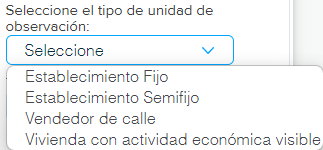 Seleccione el tipo de unidad de
observación:
Seleccione
Establecimiento Fijo
Establecimiento Semifijo
Vendedor de calle
Vivienda con actividad económica visible